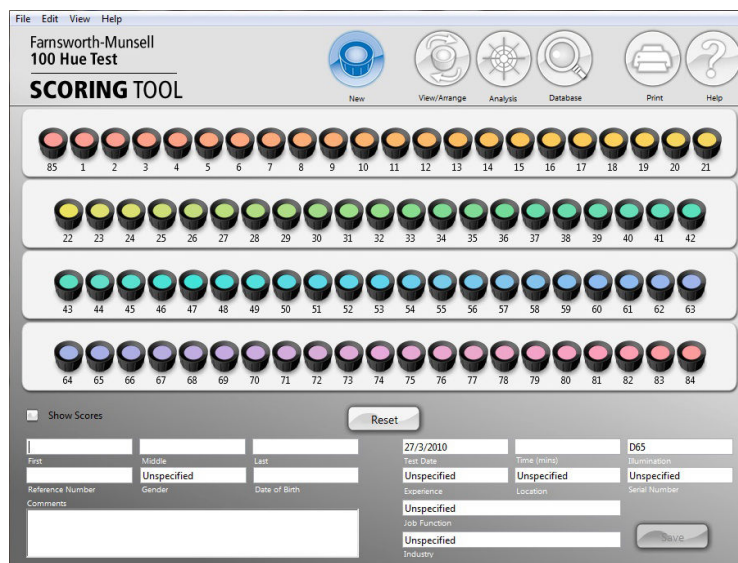 File Edit View Help
Farnsworth-Munsell
100 Hue Test
SCORING TOOL
New View/Arrange Analysis Database Print Help
85 1 2 3 4 5 6 7 8 9 10 11 12 13 14 15 16 17 18 19 20 21
22 23 24 25 26 27 28 29 30 31 32 33 34 35 36 37 38 39 40 41 42
43 44 45 46 47 48 49 50 51 52 53 54 55 56 57 58 59 60 61 62 63
64 65 66 67 68 69 70 71 72 73 74 75 76 77 78 79 80 81 82 83 84
Show Scores
Reset
27/3/2010 D65
First Middle Last Test Date Time (mins) Illumination
Unspecified Unspecified Unspecified Unspecified
Reference Number Gender Date of Birth Experience Location Serial Number
Comments
Unspecified
Job Function
Unspecified
Save
Industry